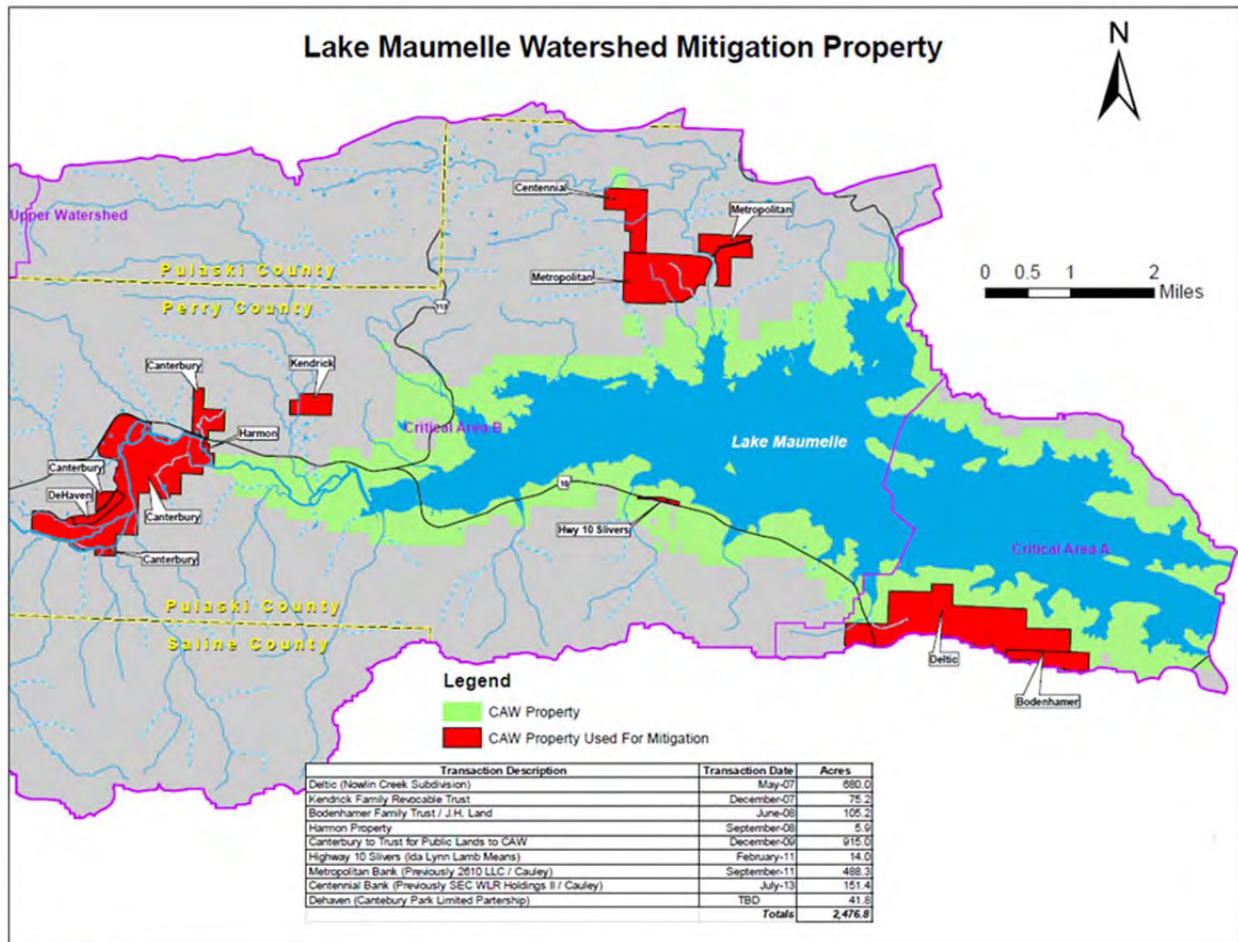 Lake Maumelle Watershed Mitigation Property
N
Centennial
Metropolitan
Upper Watershed
Pulaski County
Perry County
Metropolitan
0 0.5 1 2
Miles
113
Canterbury
Kendrick
Harmon
Critical Area B
Lake Maumelle
Canterbury
DeHaven
Canterbury
10
Hwy 10 Slivers
Canterbury
Critical Area A
Pulaski County
Saline County
Deltic
Bodenhamer
Legend
CAW Property
CAW Property Used For Mitigation
Transaction Description Transaction Date Acres
Deltic (Nowlin Creek Subdivision) May-07 680.0
Kendrick Family Revocable Trust December-07 75.2
Bodenhamer Family Trust / J.H. Land June-08 105.2
Harmon Property September-08 5.9
Canterbury to Trust for Public Lands to CAW December-09 915.0
Highway 10 Slivers (Ida Lynn Lamb Means) February-11 14.0
Metropolitan Bank (Previously 2610 LLC / Cauley) September-11 488.3
Centennial Bank (Previously SEC WLR Holdings II / Cauley) July-13 151.4
Dehaven (Cantebury Park Limited Partership) TBD 41.8
Totals 2,476.8